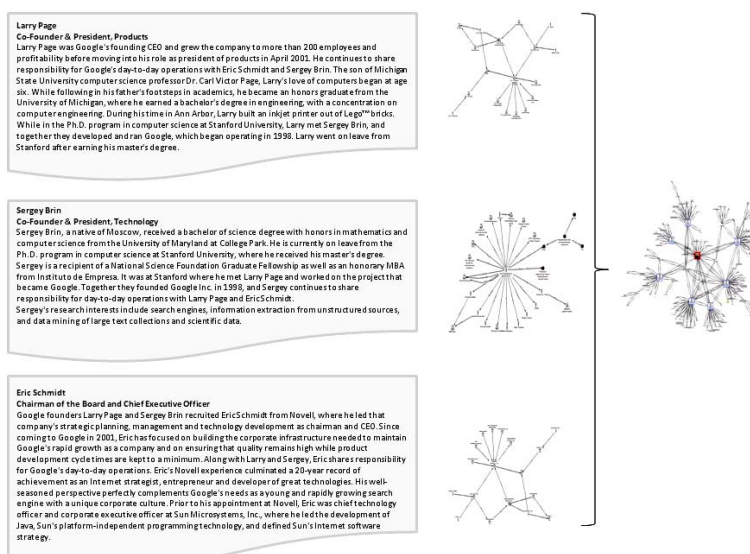 Larry Page
Co-Founder & President, Products
Larry Page was Google's founding CEO and grew the company to more than 200 employees and
profitability before moving into his role as president of products in April 2001. He continues to share
responsibility for Google's day-to-day operations with Eric Schmidt and Sergey Brin. The son of Michigan
State University computer science professor Dr. Carl Victor Page, Larry's love of computers began at age
six. While following in his father's footsteps in academics, he became an honors graduate from the
University of Michigan, where he earned a bachelor's degree in engineering, with a concentration on
computer engineering. During his time in Ann Arbor, Larry built an inkjet printer out of Lego™ bricks.
While in the Ph.D. program in computer science at Stanford University, Larry met Sergey Brin, and
together they developed and ran Google, which began operating in 1998. Larry went on leave from
Stanford after earning his master's degree.
Sergey Brin
Co-Founder & President, Technology
Sergey Brin, a native of Moscow, received a bachelor of science degree with honors in mathematics and
computer science from the University of Maryland at College Park. He is currently on leave from the
Ph.D. program in computer science at Stanford University, where he received his master's degree.
Sergey is a recipient of a National Science Foundation Graduate Fellowship as well as an honorary MBA
from Instituto de Empresa. It was at Stanford where he met Larry Page and worked on the project that
became Google. Together they founded Google Inc. in 1998, and Sergey continues to share
responsibility for day-to-day operations with Larry Page and Eric Schmidt.
Sergey's research interests include search engines, information extraction from unstructured sources,
and data mining of large text collections and scientific data.
Eric Schmidt
Chairman of the Board and Chief Executive Officer
Google founders Larry Page and Sergey Brin recruited Eric Schmidt from Novell, where he led that
company's strategic planning, management and technology development as chairman and CEO. Since
coming to Google in 2001, Eric has focused on building the corporate infrastructure needed to maintain
Google's rapid growth as a company and on ensuring that quality remains high while product
development cycle times are kept to a minimum. Along with Larry and Sergey, Eric shares responsibility
for Google's day-to-day operations. Eric's Novell experience culminated a 20-year record of
achievement as an Internet strategist, entrepreneur and developer of great technologies. His well-
seasoned perspective perfectly complements Google's needs as a young and rapidly growing search
engine with a unique corporate culture. Prior to his appointment at Novell, Eric was chief technology
officer and corporate executive officer at Sun Microsystems, Inc., where he led the development of
Java, Sun's platform-independent programming technology, and defined Sun's Internet software
strategy.